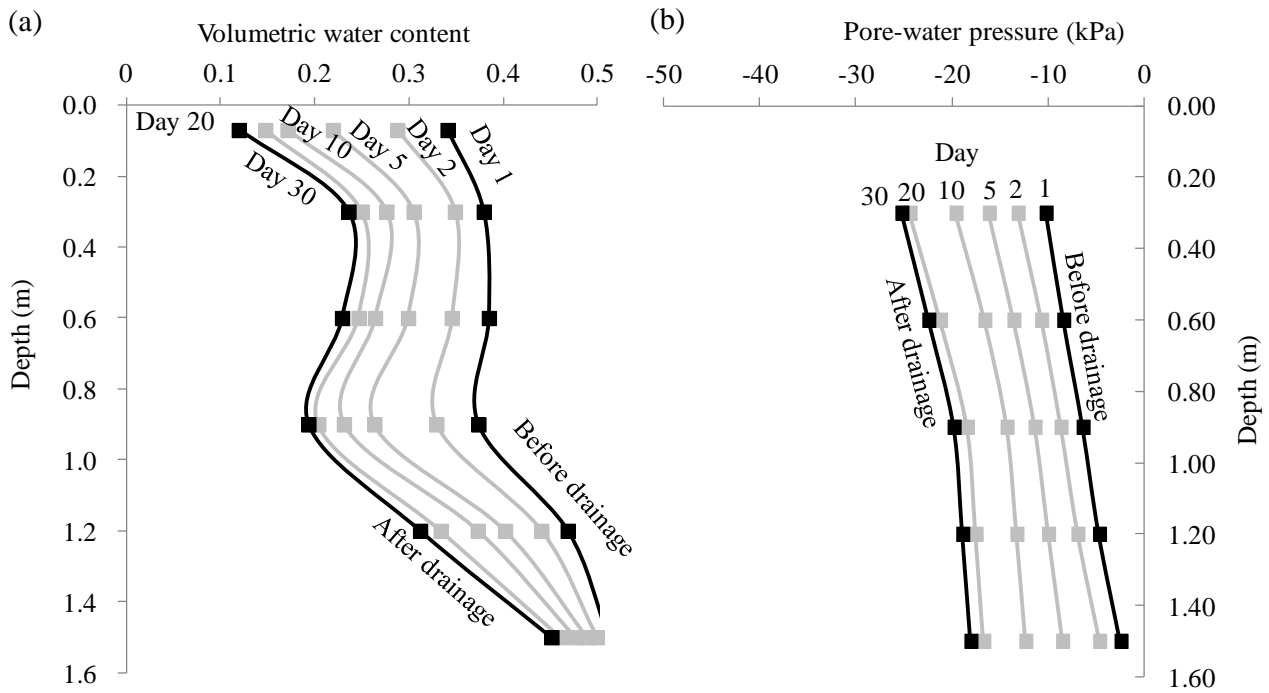 (a)
Volumetric water content
0 0.1 0.2 0.3 0.4 0.5
0.0
0.2
0.4
0.6
0.8
1.0
1.2
1.4
1.6
Depth (m)
Day 20
Day 30
Day 10
Day 5
Day 2
Day 1
Before drainage
After drainage
(b)
Pore-water pressure (kPa)
-50 -40 -30 -20 -10 0
0.00
0.20
0.40
0.60
0.80
1.00
1.20
1.40
1.60
Depth (m)
Day
30 20 10 5 2 1
Before drainage
After drainage